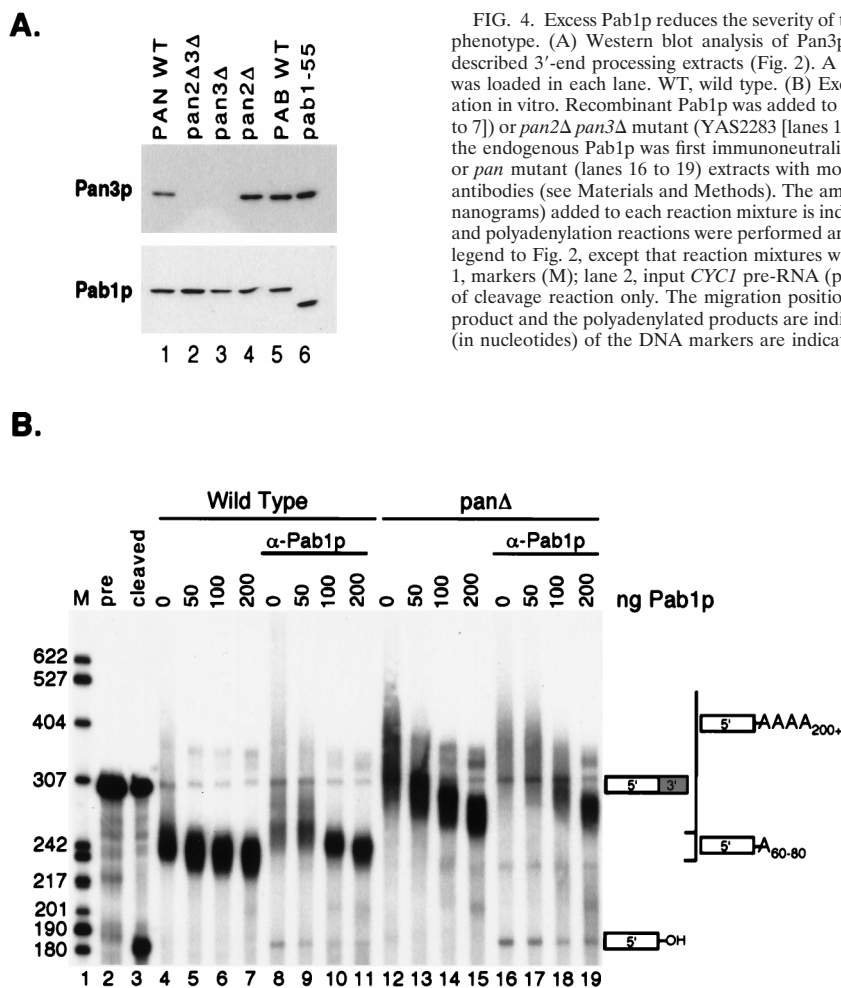 A.
PAN WT
pan2Δ3Δ
pan3Δ
pan2Δ
PAB WT
pab1-55
Pan3p
Pab1p
1 2 3 4 5 6
FIG. 4. Excess Pab1p reduces the severity of t
phenotype. (A) Western blot analysis of Pan3p
described 3′-end processing extracts (Fig. 2). A
was loaded in each lane. WT, wild type. (B) Exc
ation in vitro. Recombinant Pab1p was added to
to 7]) or pan2Δ pan3Δ mutant (YAS2283 [lanes 1
the endogenous Pab1p was first immunoneutrali
or pan mutant (lanes 16 to 19) extracts with mo
antibodies (see Materials and Methods). The am
nanograms) added to each reaction mixture is ind
and polyadenylation reactions were performed an
legend to Fig. 2, except that reaction mixtures w
1, markers (M); lane 2, input CYC1 pre-RNA (p
of cleavage reaction only. The migration position
product and the polyadenylated products are indi
(in nucleotides) of the DNA markers are indicat
B.
Wild Type panΔ
α-Pab1p α-Pab1p
M pre cleaved 0 50 100 200 0 50 100 200 0 50 100 200 0 50 100 200 ng Pab1p
622
527
404
307
242
217
201
190
180
5' AAAA200+
5' 3'
5' A60-80
5' OH
1 2 3 4 5 6 7 8 9 10 11 12 13 14 15 16 17 18 19